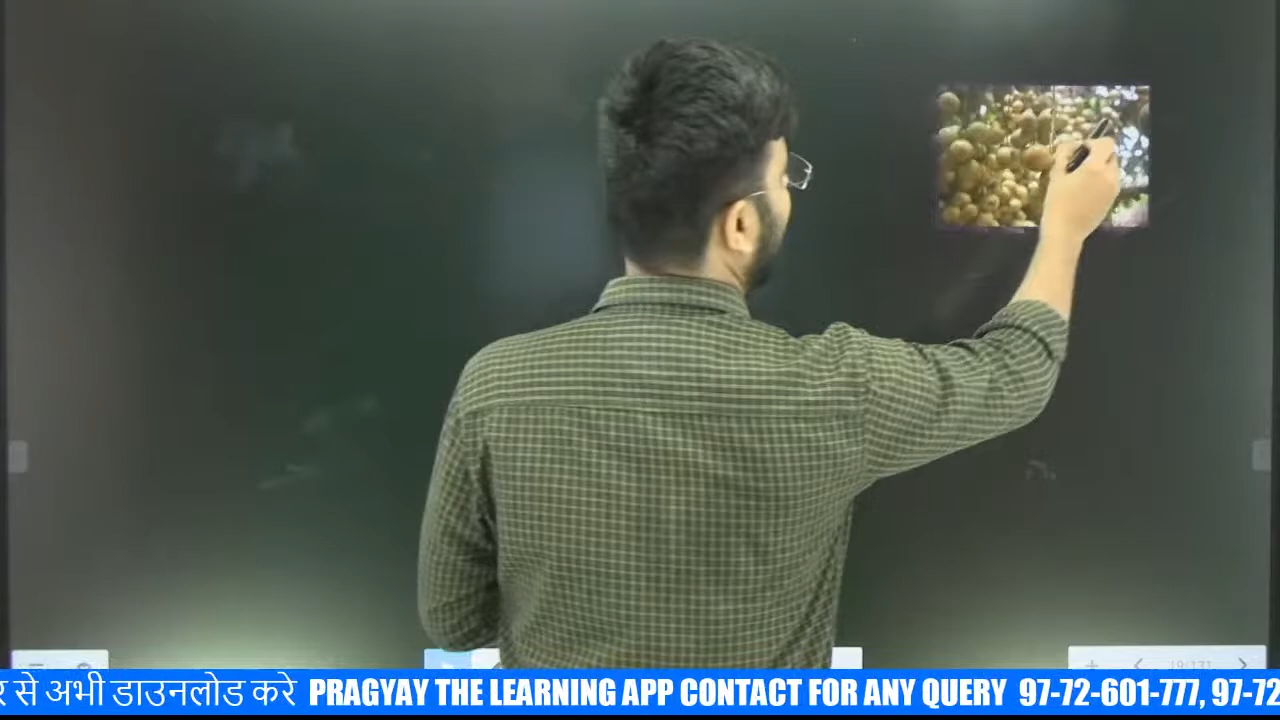 से अभी डाउनलोड करे PRAGYAY THE LEARNING APP CONTACT FOR ANY QUERY 97-72-601-777, 97-72